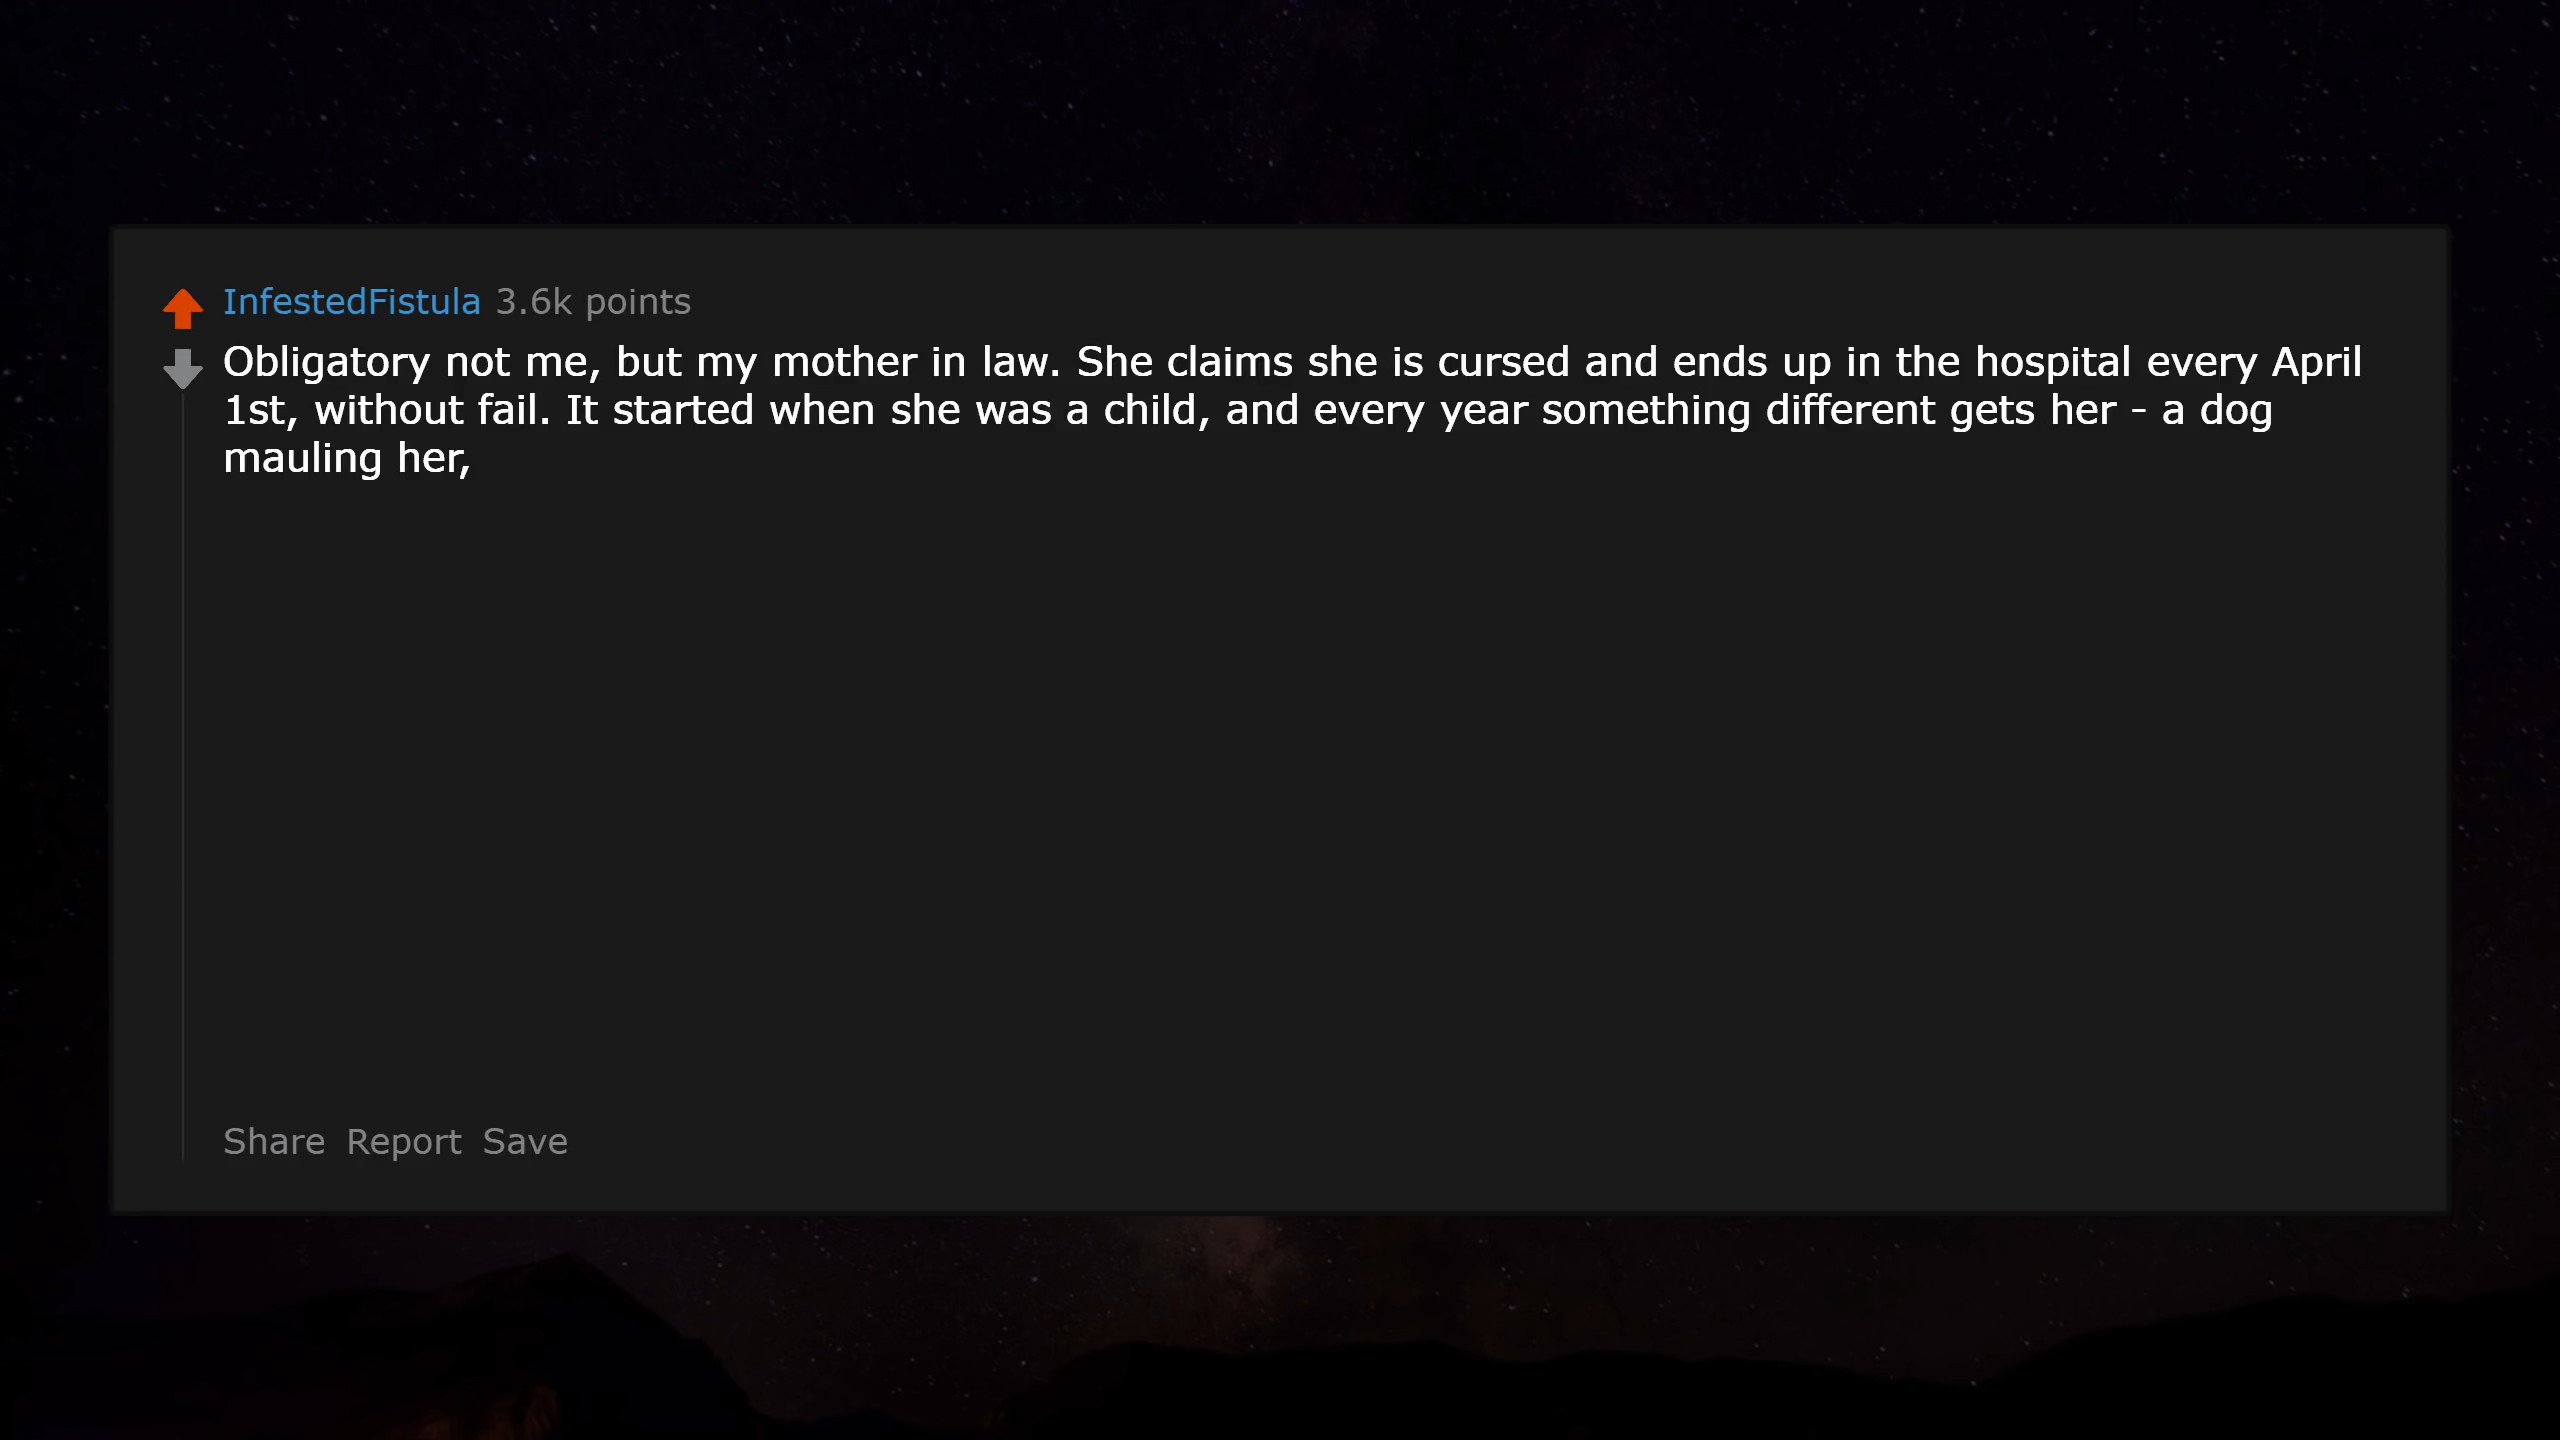 InfestedFistula 3.6k points
Obligatory not me, but my mother in law. She claims she is cursed and ends up in the hospital every April
1st, without fail. It started when she was a child, and every year something different gets her - a dog
mauling her,
Share Report Save